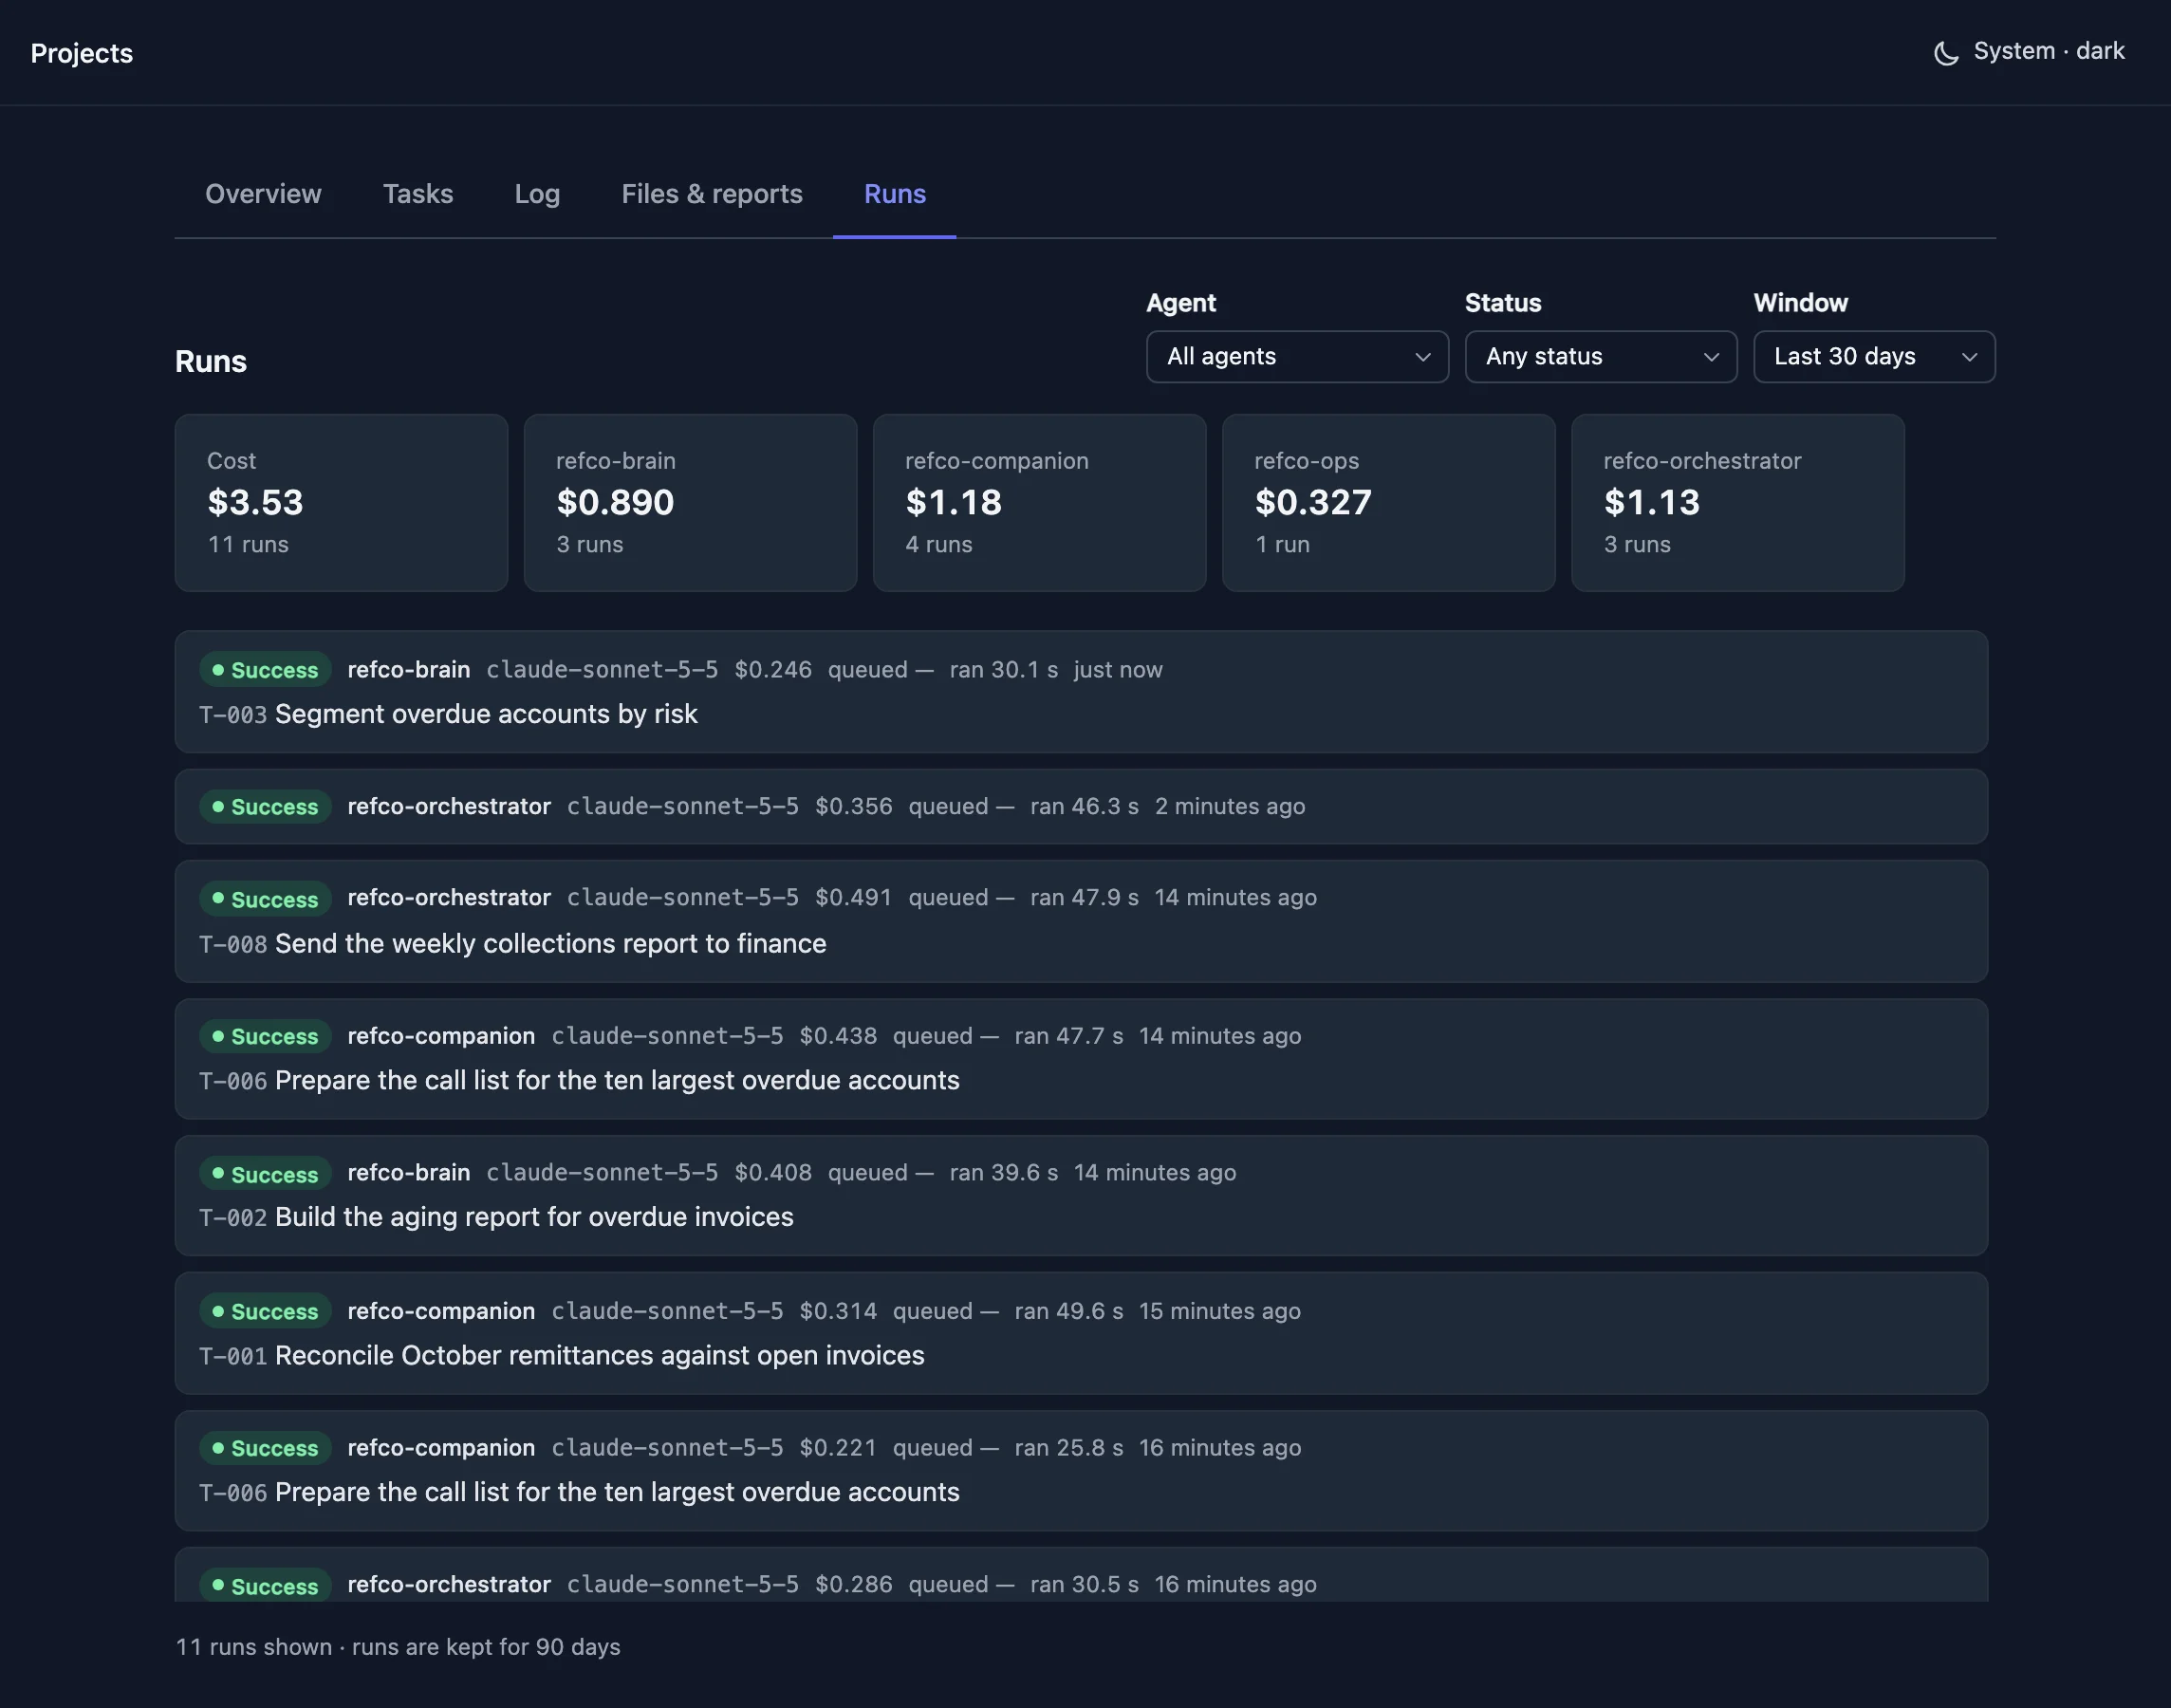 Projects
System · dark
Overview Tasks Log Files & reports Runs
Runs
Agent Status Window
All agents Any status Last 30 days
Cost
$3.53
11 runs
refco-brain
$0.890
3 runs
refco-companion
$1.18
4 runs
refco-ops
$0.327
1 run
refco-orchestrator
$1.13
3 runs
Success refco-brain claude-sonnet-5-5 $0.246 queued — ran 30.1 s just now
T-003 Segment overdue accounts by risk
Success refco-orchestrator claude-sonnet-5-5 $0.356 queued — ran 46.3 s 2 minutes ago
Success refco-orchestrator claude-sonnet-5-5 $0.491 queued — ran 47.9 s 14 minutes ago
T-008 Send the weekly collections report to finance
Success refco-companion claude-sonnet-5-5 $0.438 queued — ran 47.7 s 14 minutes ago
T-006 Prepare the call list for the ten largest overdue accounts
Success refco-brain claude-sonnet-5-5 $0.408 queued — ran 39.6 s 14 minutes ago
T-002 Build the aging report for overdue invoices
Success refco-companion claude-sonnet-5-5 $0.314 queued — ran 49.6 s 15 minutes ago
T-001 Reconcile October remittances against open invoices
Success refco-companion claude-sonnet-5-5 $0.221 queued — ran 25.8 s 16 minutes ago
T-006 Prepare the call list for the ten largest overdue accounts
Success refco-orchestrator claude-sonnet-5-5 $0.286 queued — ran 30.5 s 16 minutes ago
11 runs shown · runs are kept for 90 days